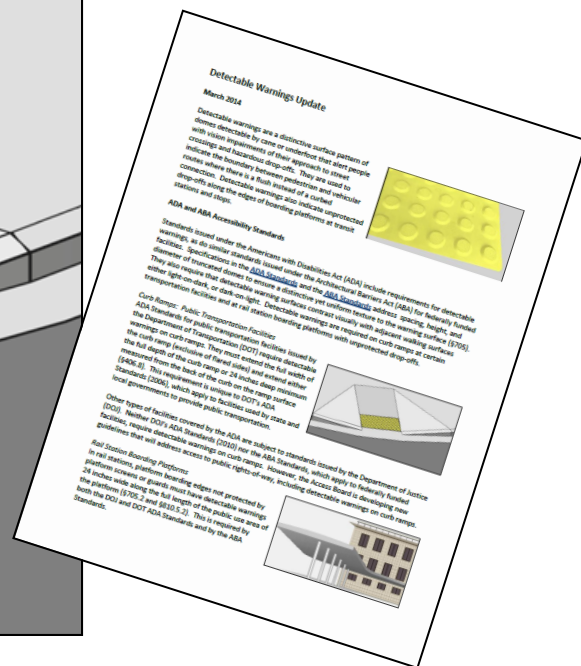 Detectable Warnings Update
March 2014
Detectable warnings are a distinctive surface pattern of
domes detectable by cane or underfoot that alert people
with vision impairments of their approach to street
crossings and hazardous drop-offs. They are used to
indicate the boundary between pedestrian and vehicular
routes where there is a flush instead of a curbed
connection. Detectable warnings also indicate unprotected
drop-offs along the edges of boarding platforms at transit
stations and stops.
ADA and ABA Accessibility Standards
Standards issued under the Americans with Disabilities Act (ADA) include requirements for detectable
warnings, as do similar standards issued under the Architectural Barriers Act (ABA) for federally funded
facilities. Specifications in the ADA Standards and the ABA Standards address spacing, height, and
diameter of truncated domes to ensure a distinctive yet uniform texture to the warning surface (§705).
They also require that detectable warning surfaces contrast visually with adjacent walking surfaces
either light-on-dark, or dark-on-light. Detectable warnings are required on curb ramps at certain
transportation facilities and at rail station boarding platforms with unprotected drop-offs.
Curb Ramps: Public Transportation Facilities
ADA Standards for public transportation facilities issued by
the Department of Transportation (DOT) require detectable
warnings on curb ramps. They must extend the full width of
the curb ramp (exclusive of flared sides) and extend either
the full depth of the curb ramp or 24 inches deep minimum
measured from the back of the curb on the ramp surface
(§406.8). This requirement is unique to DOT's ADA
Standards (2006), which apply to facilities used by state and
local governments to provide public transportation.
Other types of facilities covered by the ADA are subject to standards issued by the Department of Justice
(DOJ). Neither DOJ's ADA Standards (2010) nor the ABA Standards, which apply to federally funded
facilities, require detectable warnings on curb ramps. However, the Access Board is developing new
guidelines that will address access to public rights-of-way, including detectable warnings on curb ramps.
Rail Station Boarding Platforms
In rail stations, platform boarding edges not protected by
platform screens or guards must have detectable warnings
24 inches wide along the full length of the public use area of
the platform (§705.2 and §810.5.2). This is required by
both the DOJ and DOT ADA Standards and by the ABA
Standards.